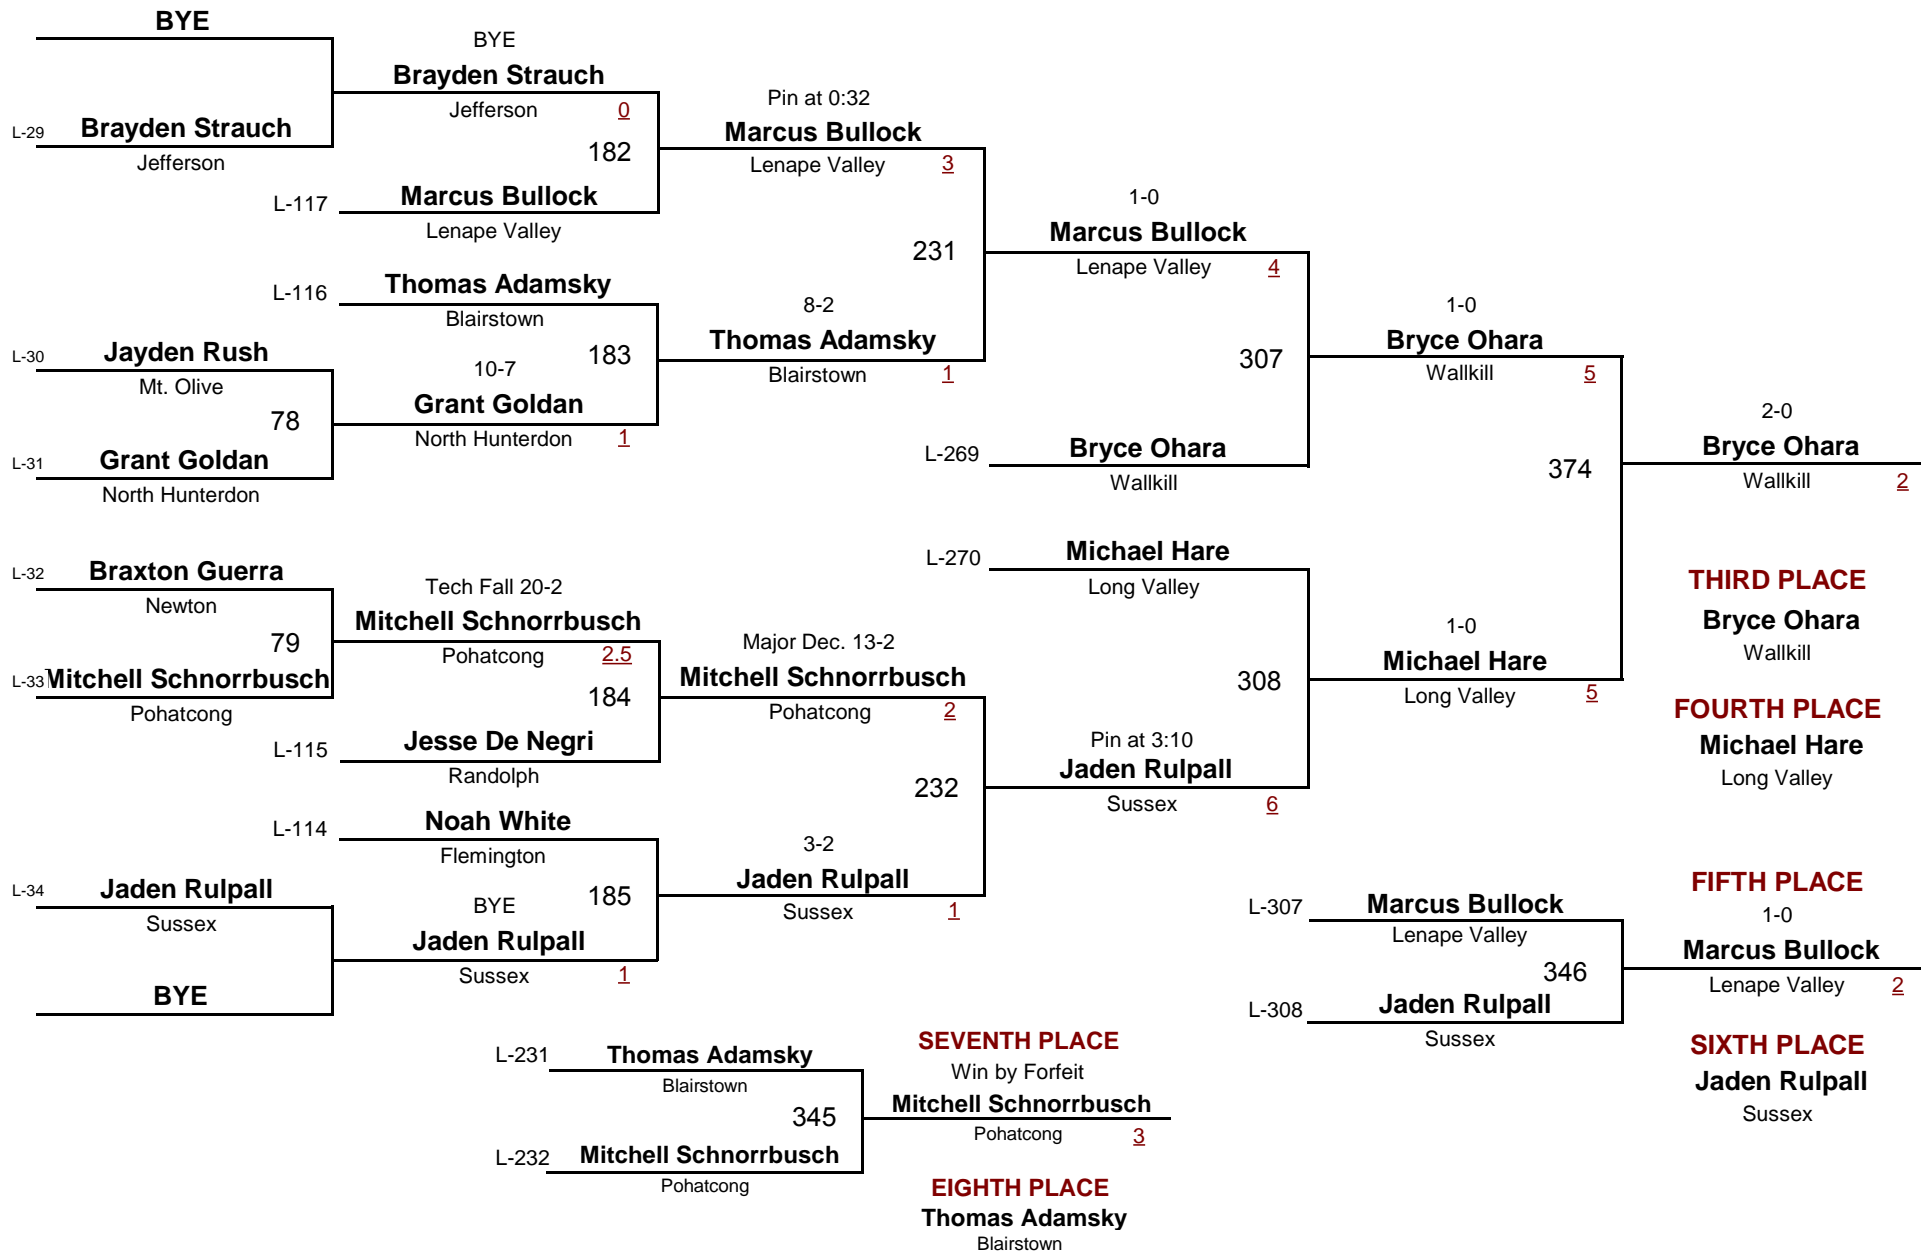 BYE
L-29 Brayden Strauch
Jefferson
BYE
Brayden Strauch
Jefferson 0
182
L-117 Marcus Bullock
Lenape Valley
Pin at 0:32
Marcus Bullock
Lenape Valley 3
L-116 Thomas Adamsky
Blairstown
183
L-30 Jayden Rush
Mt. Olive
78
L-31 Grant Goldan
North Hunterdon
10-7
Grant Goldan
North Hunterdon 1
8-2
Thomas Adamsky
Blairstown 1
231
1-0
Marcus Bullock
Lenape Valley 4
307
L-269 Bryce Ohara
Wallkill
1-0
Bryce Ohara
Wallkill 5
374
2-0
Bryce Ohara
Wallkill 2
L-32 Braxton Guerra
Newton
79
L-33 Mitchell Schnorrbusch
Pohatcong
Tech Fall 20-2
Mitchell Schnorrbusch
Pohatcong 2.5
184
L-115 Jesse De Negri
Randolph
Major Dec. 13-2
Mitchell Schnorrbusch
Pohatcong 2
232
L-114 Noah White
Flemington
185
L-34 Jaden Rulpall
Sussex
BYE
BYE
Jaden Rulpall
Sussex 1
3-2
Jaden Rulpall
Sussex 1
L-270 Michael Hare
Long Valley
308
Pin at 3:10
Jaden Rulpall
Sussex 6
1-0
Michael Hare
Long Valley 5
THIRD PLACE
Bryce Ohara
Wallkill
FOURTH PLACE
Michael Hare
Long Valley
L-307 Marcus Bullock
Lenape Valley
346
L-308 Jaden Rulpall
Sussex
FIFTH PLACE
1-0
Marcus Bullock
Lenape Valley 2
SIXTH PLACE
Jaden Rulpall
Sussex
L-231 Thomas Adamsky
Blairstown
345
L-232 Mitchell Schnorrbusch
Pohatcong
SEVENTH PLACE
Win by Forfeit
Mitchell Schnorrbusch
Pohatcong 3
EIGHTH PLACE
Thomas Adamsky
Blairstown